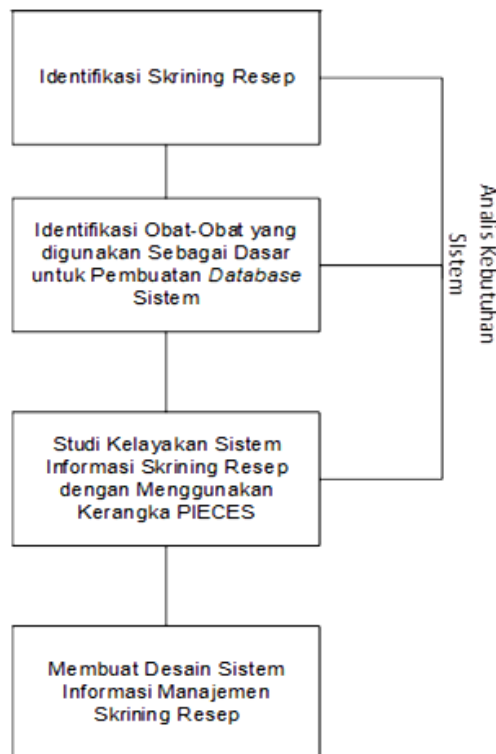 Identifikasi Skrining Resep
Identifikasi Obat-Obat yang
digunakan Sebagai Dasar
untuk Pembuatan Database
Sistem
Studi Kelayakan Sistem
Informasi Skrining Resep
dengan Menggunakan
Kerangka PIECES
Membuat Desain Sistem
Informasi Manajemen
Skrining Resep
Analis Kebutuhan
SIstem